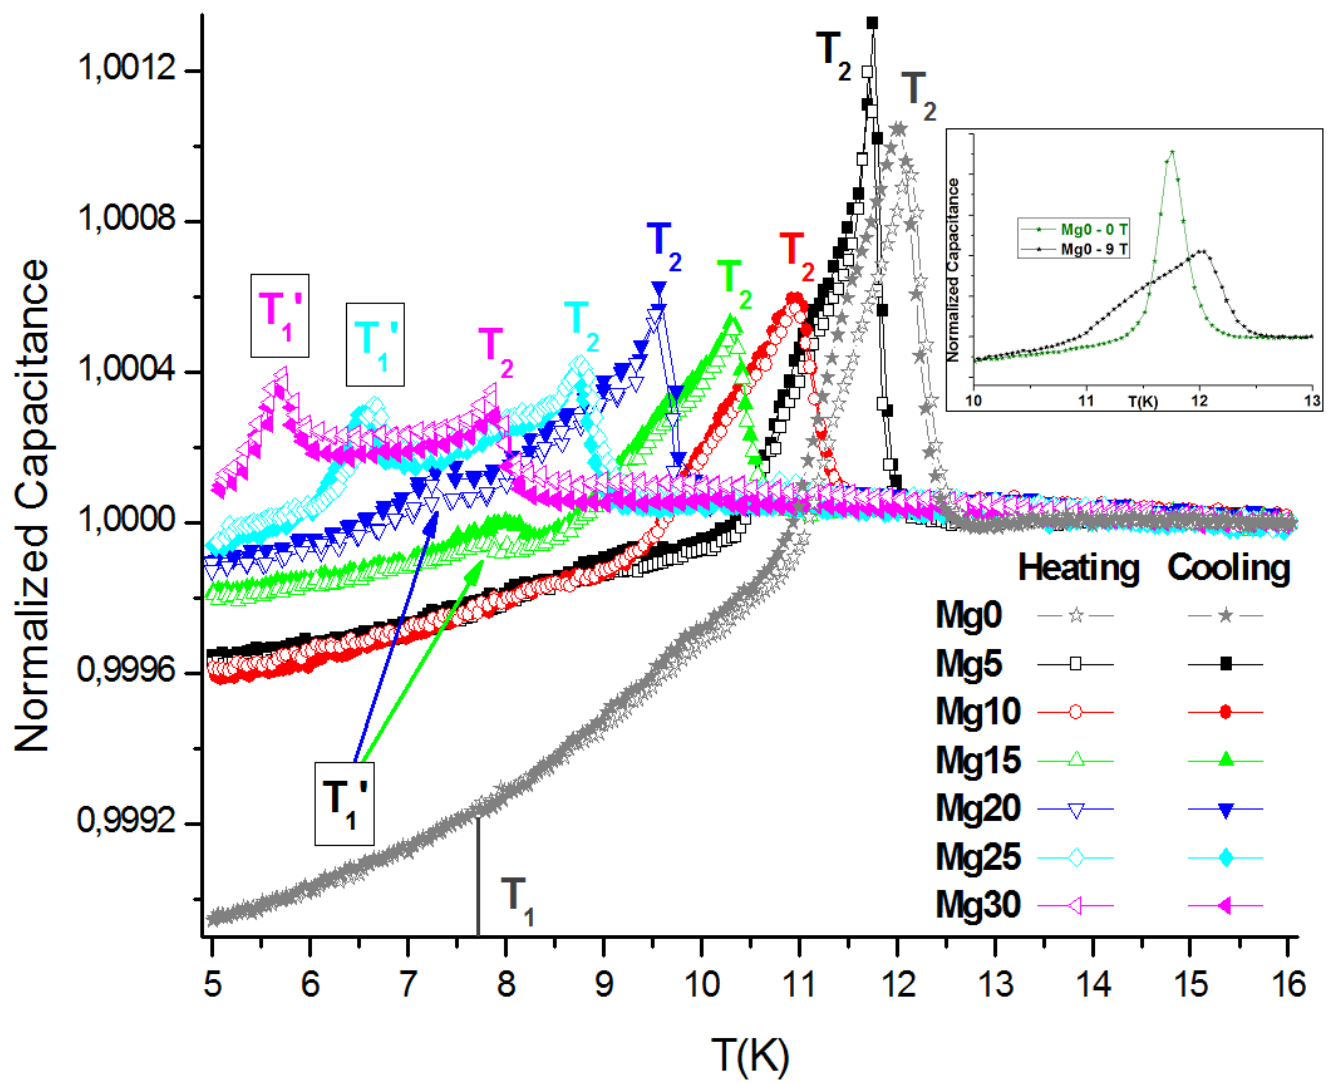 Normalized Capacitance
1,0012
1,0008
1,0004
1,0000
0,9996
0,9992
T1'
T1'
T2
T2
T2
T2
T2
T2
T2
T1'
T1
Normalized Capacitance
Mg0 - 0 T
Mg0 - 9 T
10 11 12 13
T(K)
Heating Cooling
Mg0
Mg5
Mg10
Mg15
Mg20
Mg25
Mg30
5 6 7 8 9 10 11 12 13 14 15 16
T(K)